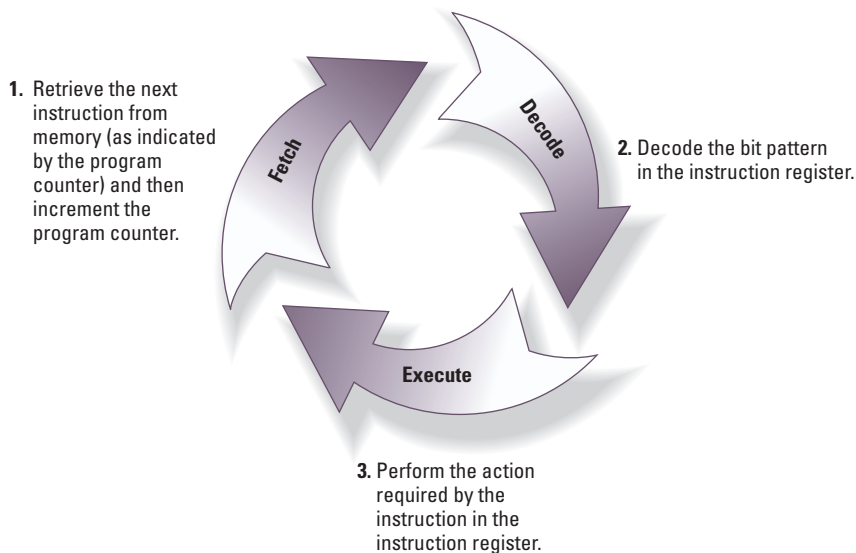 1. Retrieve the next
instruction from
memory (as indicated
by the program
counter) and then
increment the
program counter.
Fetch
Decode
2. Decode the bit pattern
in the instruction register.
Execute
3. Perform the action
required by the
instruction in the
instruction register.